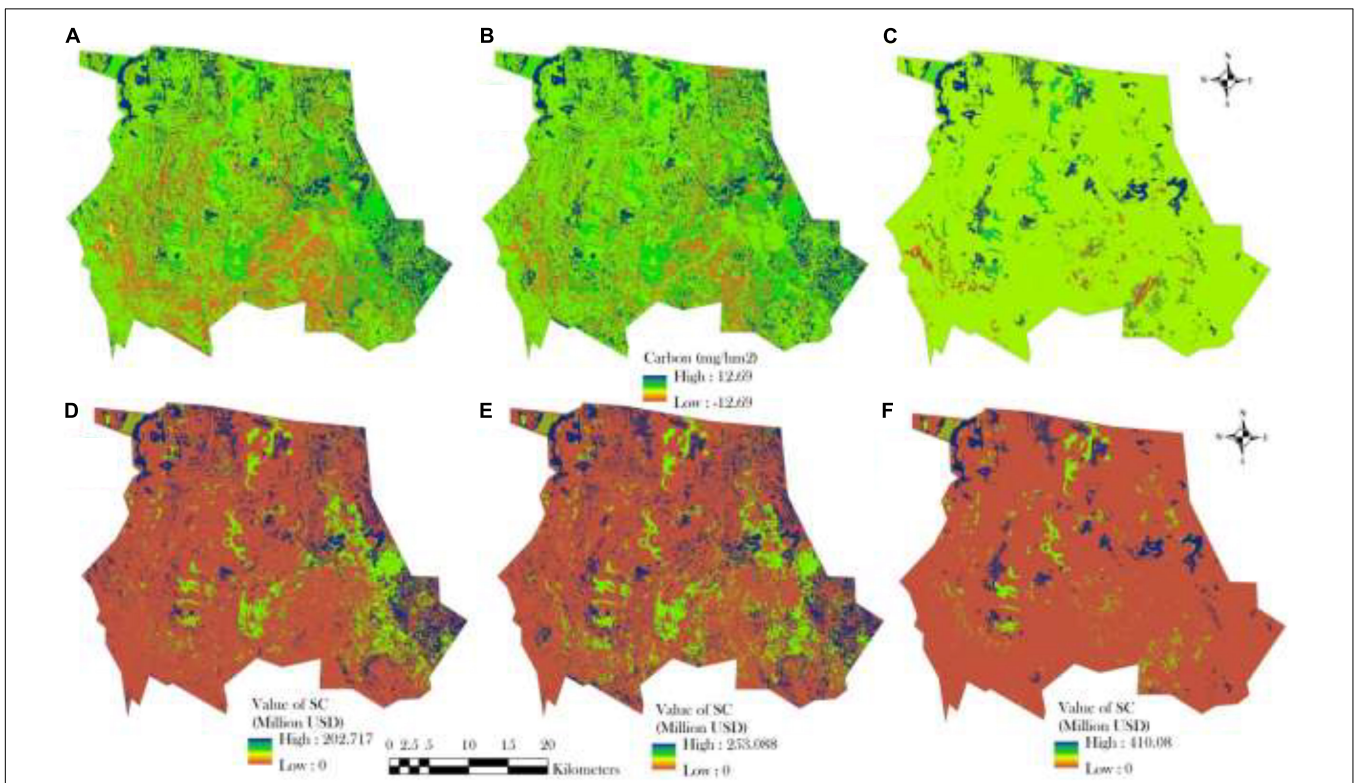 A
B
C
N
W E
S
Carbon (mg/hm2)
High : 12.69
Low : -12.69
D
E
F
N
W E
S
Value of SC
(Million USD)
High : 202.717
Low : 0
Value of SC
(Million USD)
High : 253.088
Low : 0
Value of SC
(Million USD)
High : 410.08
Low : 0
0 2.5 5 10 15 20
Kilometers